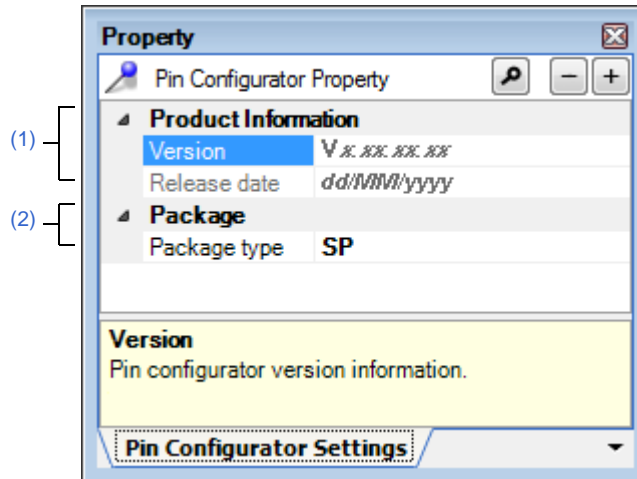 Property
Pin Configurator Property
(1)
Product Information
Version V x.xx.xx.xx
Release date dd/MM/yyyy
(2)
Package
Package type SP
Version
Pin configurator version information.
Pin Configurator Settings